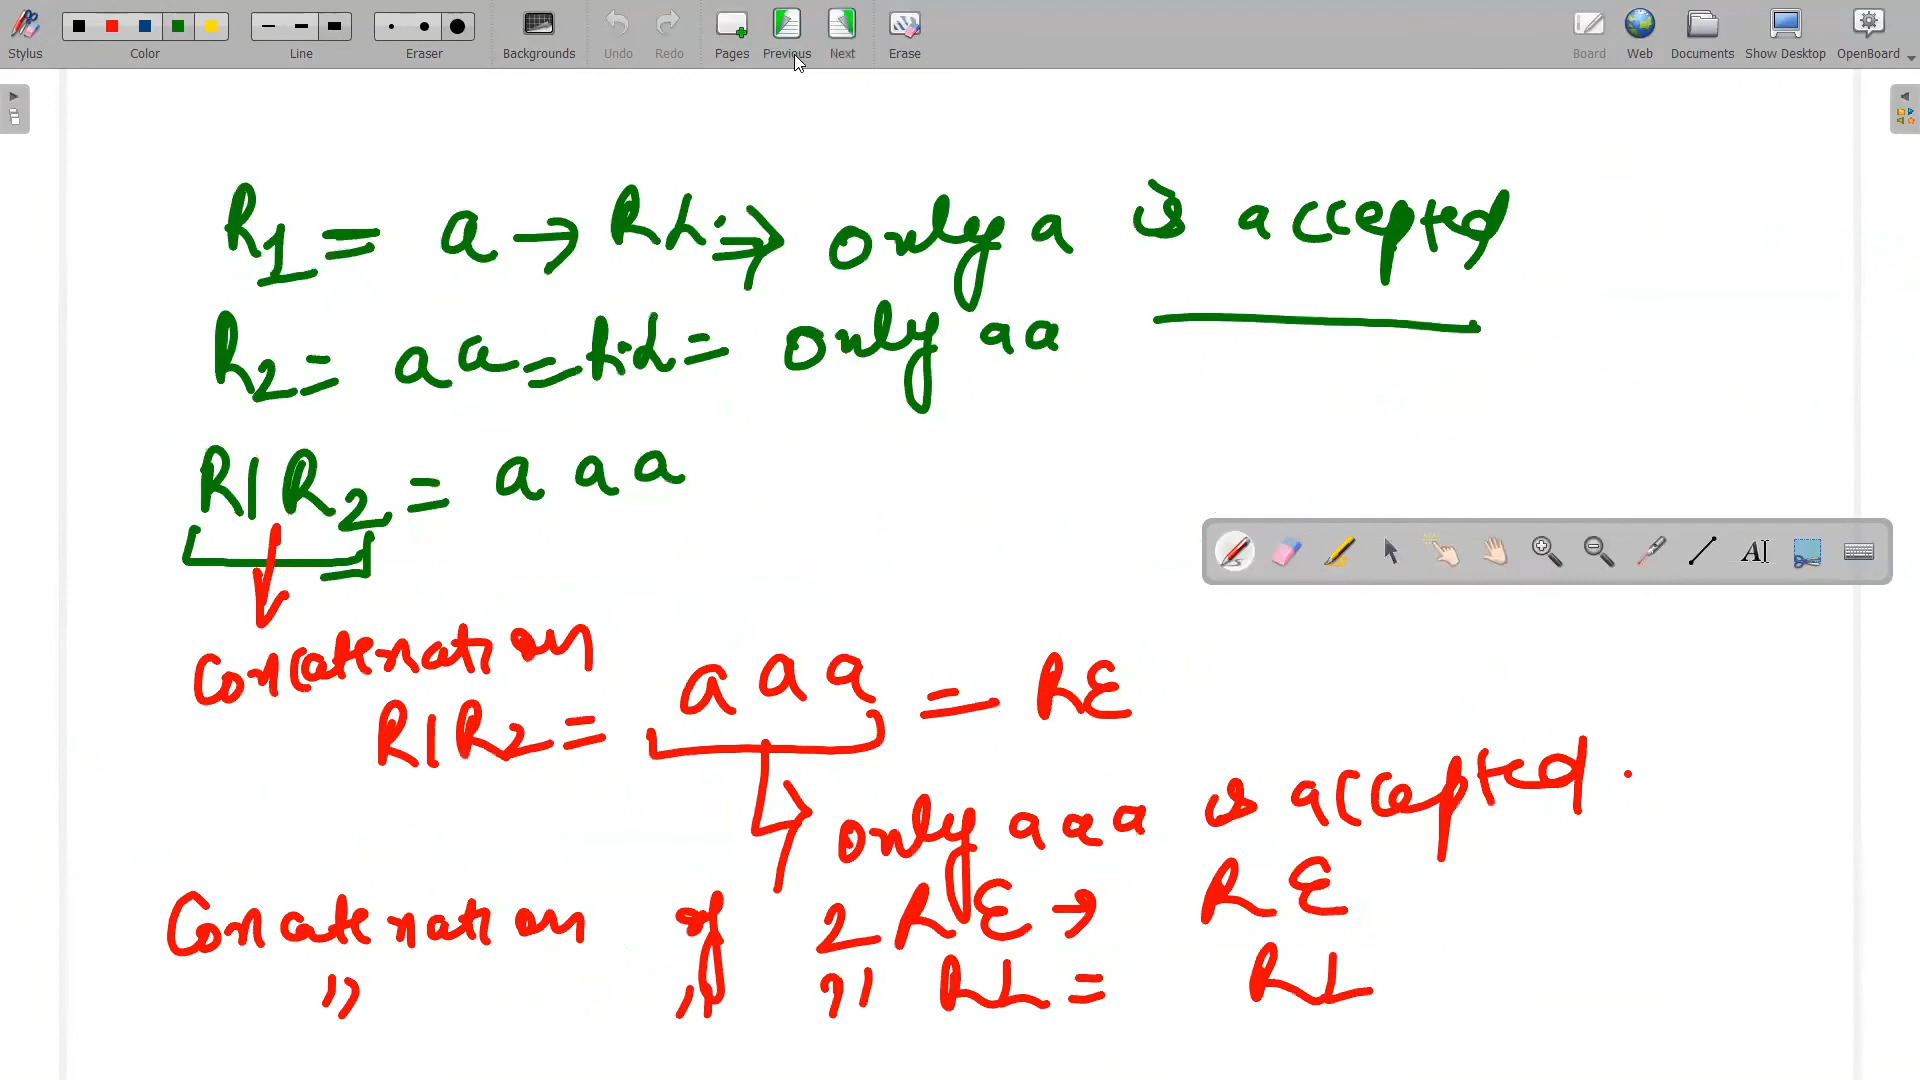 Stylus Color Line Eraser Backgrounds Undo Redo Pages Previous Next Erase Board Web Documents Show Desktop OpenBoard
R1 = a → RL. ⇒ only a is accepted
R2 = aa = R.L = only aa
R1R2 = a a a
Concatenation
R1R2 = a a a = RE
only a a a is accepted.
Concatenation of 2 RE → RE
" " " RL = RL